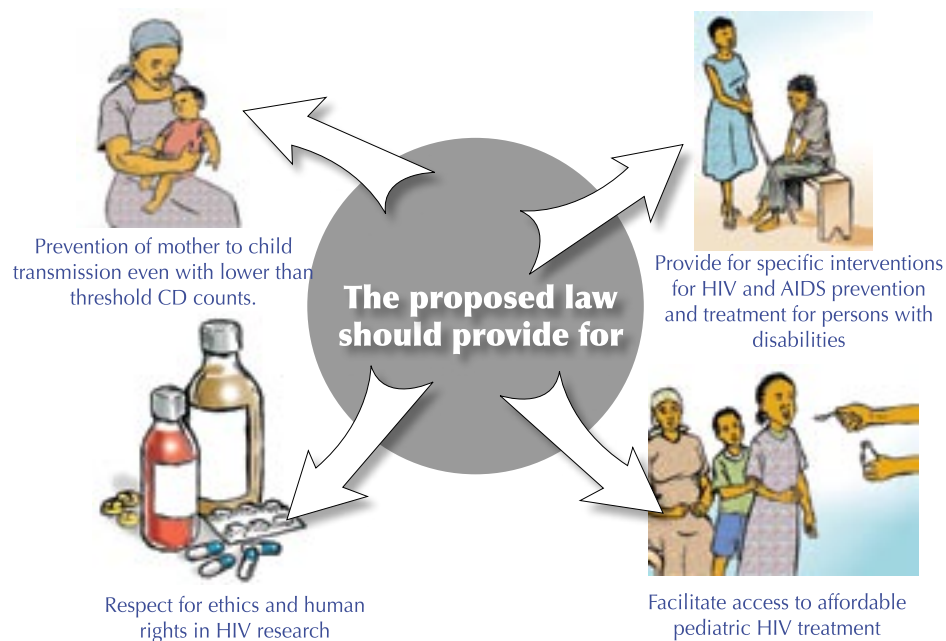 Prevention of mother to child
transmission even with lower than
threshold CD counts.
Provide for specific interventions
for HIV and AIDS prevention
and treatment for persons with
disabilities
The proposed law
should provide for
Respect for ethics and human
rights in HIV research
Facilitate access to affordable
pediatric HIV treatment